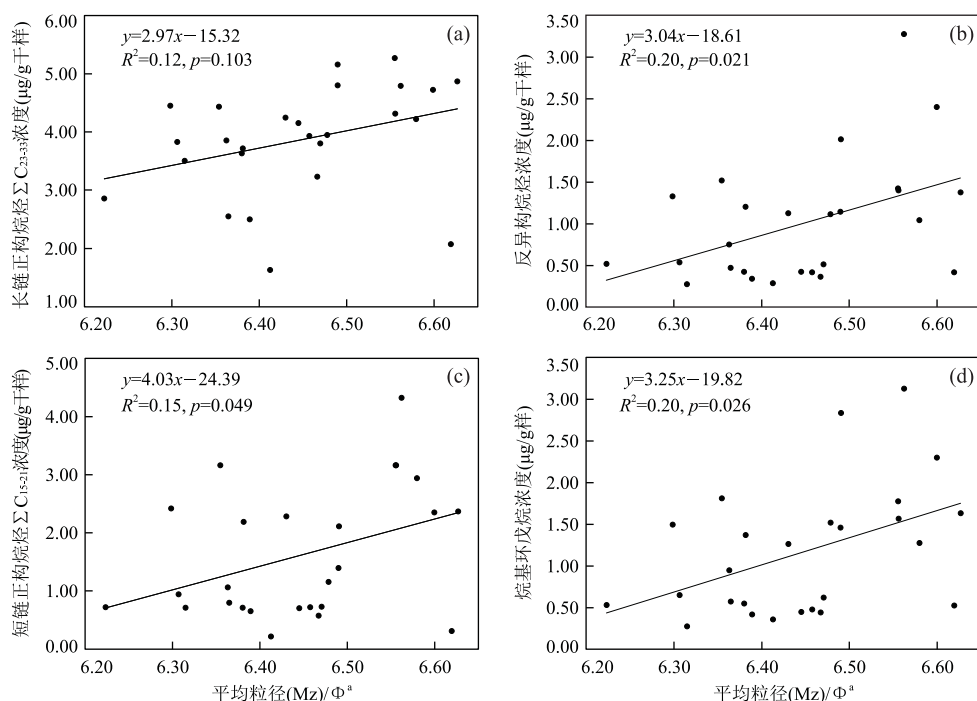 (a)
y=2.97x−15.32
R²=0.12, p=0.103
长链正构烷烃∑C₂₃₋₃₃浓度(μg/g干样)
6.00
5.00
4.00
3.00
2.00
1.00
6.20 6.30 6.40 6.50 6.60
(b)
y=3.04x−18.61
R²=0.20, p=0.021
反异构烷烃浓度(μg/g干样)
3.50
3.00
2.50
2.00
1.50
1.00
0.50
0.00
6.20 6.30 6.40 6.50 6.60
(c)
y=4.03x−24.39
R²=0.15, p=0.049
短链正构烷烃∑C₁₅₋₂₁浓度(μg/g干样)
5.00
4.00
3.00
2.00
1.00
0.00
6.20 6.30 6.40 6.50 6.60
平均粒径(Mz)/Φᵃ
(d)
y=3.25x−19.82
R²=0.20, p=0.026
烷基环戊烷浓度(μg/g样)
3.50
3.00
2.50
2.00
1.50
1.00
0.50
0.00
6.20 6.30 6.40 6.50 6.60
平均粒径(Mz)/Φᵃ